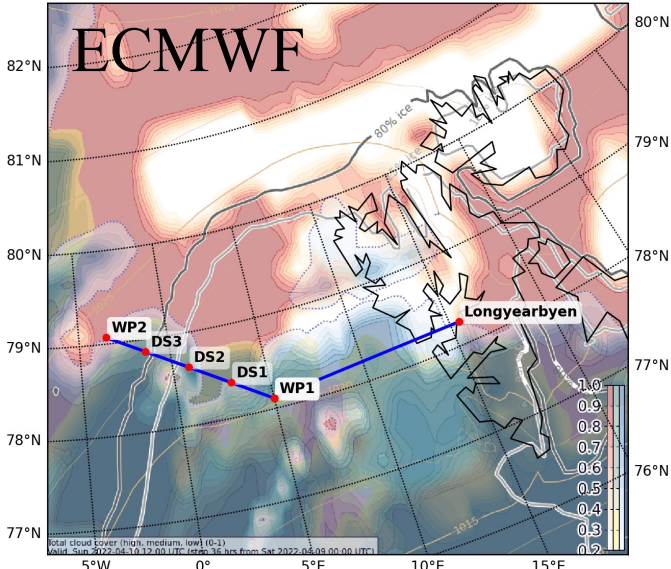 ECMWF
80°N
82°N
80% ice
79°N
81°N
ice
80°N
78°N
Longyearbyen
WP2
DS3
DS2
DS1
WP1
79°N
77°N
1.0
0.9
0.8
0.7
0.6
0.5
0.4
0.3
0.2
78°N
76°N
1015
77°N
Total cloud cover (high, medium, low) (0-1)
Valid: Sun 2022-04-10 12:00 UTC (step 36 hrs from Sat 2022-04-09 00:00 UTC)
5°W
0°
5°E
10°E
15°E